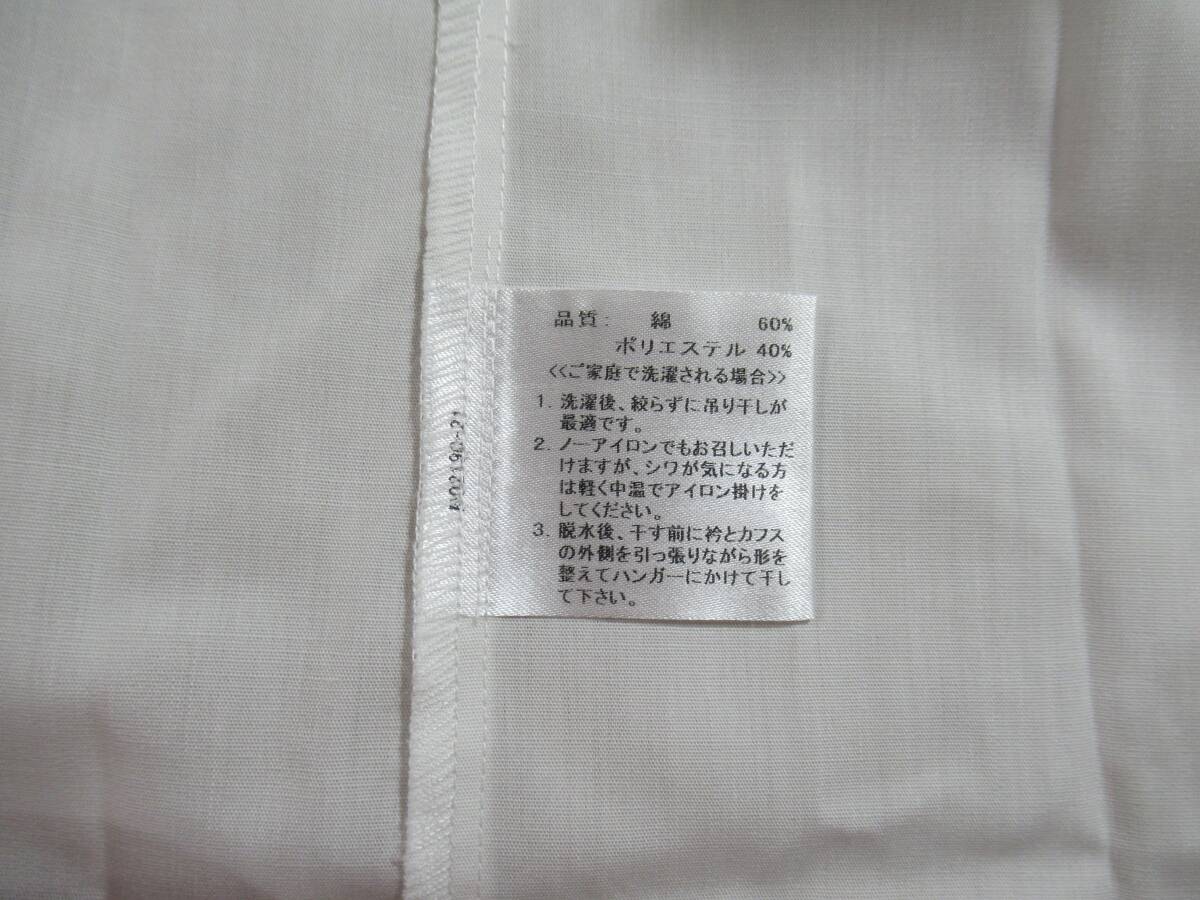 品質: 綿 60%
ポリエステル 40%
<<ご家庭で洗濯される場合>>
1. 洗濯後、絞らずに吊り干しが
最適です。
2. ノーアイロンでもお召しいただ
けますが、シワが気になる方
は軽く中温でアイロン掛けを
してください。
3. 脱水後、干す前に衿とカフス
の外側を引っ張りながら形を
整えてハンガーにかけて干し
て下さい。